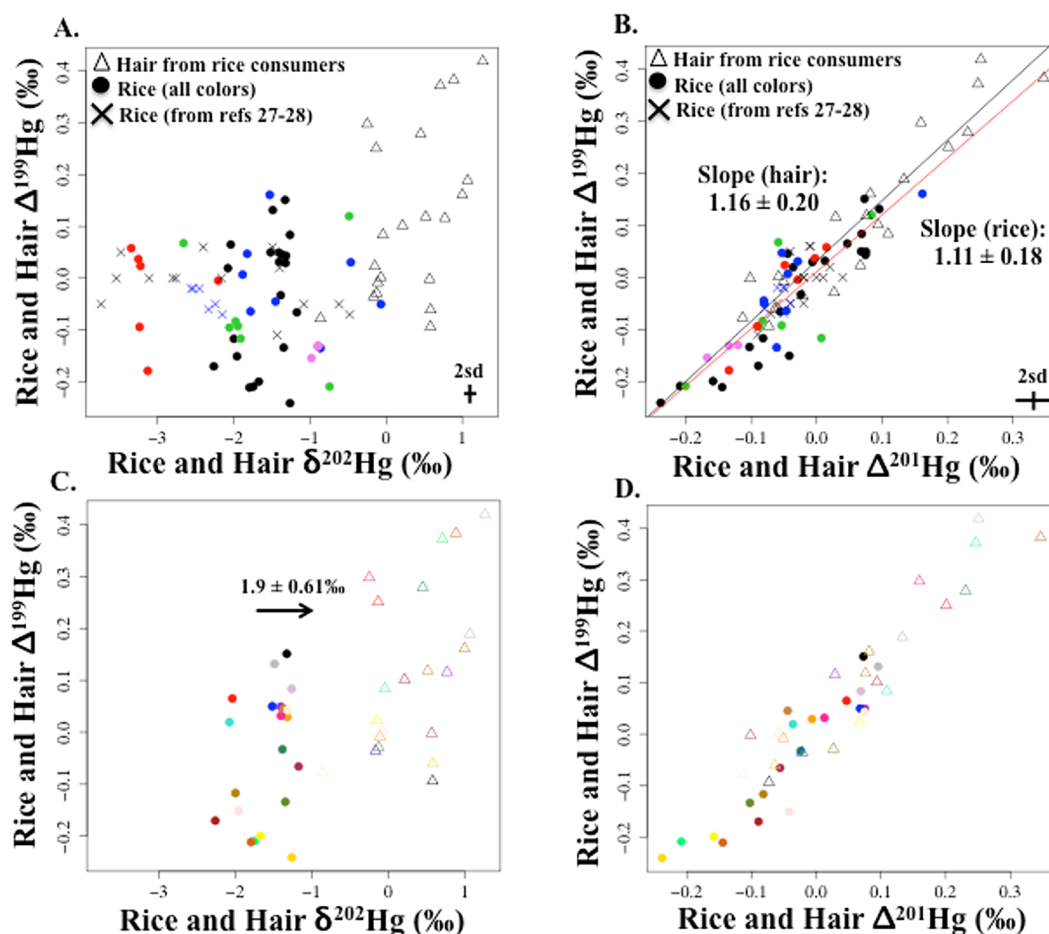 A.
Hair from rice consumers
Rice (all colors)
Rice (from refs 27-28)
Rice and Hair Δ¹⁹⁹Hg (‰)
0.4
0.3
0.2
0.1
0.0
-0.1
-0.2
2sd
−3 −2 −1 0 1
Rice and Hair δ²⁰²Hg (‰)
B.
Hair from rice consumers
Rice (all colors)
Rice (from refs 27-28)
Rice and Hair Δ¹⁹⁹Hg (‰)
0.4
0.3
0.2
0.1
0.0
-0.1
-0.2
Slope (hair):
1.16 ± 0.20
Slope (rice):
1.11 ± 0.18
2sd
−0.2 −0.1 0.0 0.1 0.2 0.3
Rice and Hair Δ²⁰¹Hg (‰)
C.
Rice and Hair Δ¹⁹⁹Hg (‰)
0.4
0.3
0.2
0.1
0.0
-0.1
-0.2
1.9 ± 0.61‰
−3 −2 −1 0 1
Rice and Hair δ²⁰²Hg (‰)
D.
Rice and Hair Δ¹⁹⁹Hg (‰)
0.4
0.3
0.2
0.1
0.0
-0.1
-0.2
−0.2 −0.1 0.0 0.1 0.2 0.3
Rice and Hair Δ²⁰¹Hg (‰)